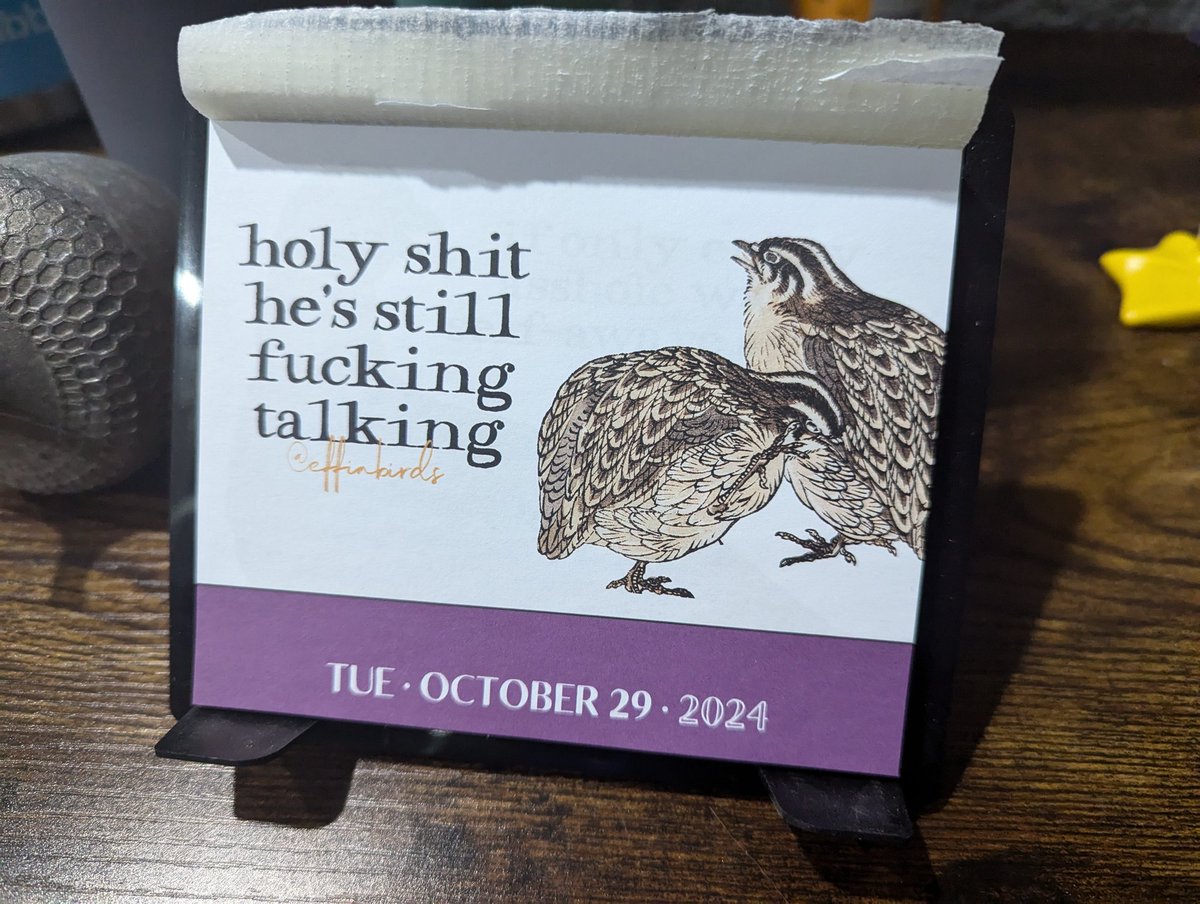 holy shit
he's still
fucking
talking
@effinbirds
TUE · OCTOBER 29 · 2024